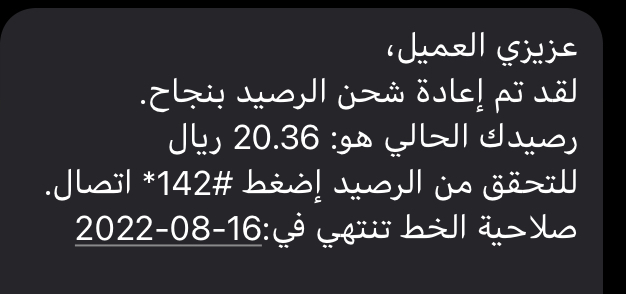 عزيزي العميل،
لقد تم إعادة شحن الرصيد بنجاح.
رصيدك الحالي هو: 20.36 ريال
للتحقق من الرصيد إضغط #142* اتصال.
صلاحية الخط تنتهي في:16-08-2022